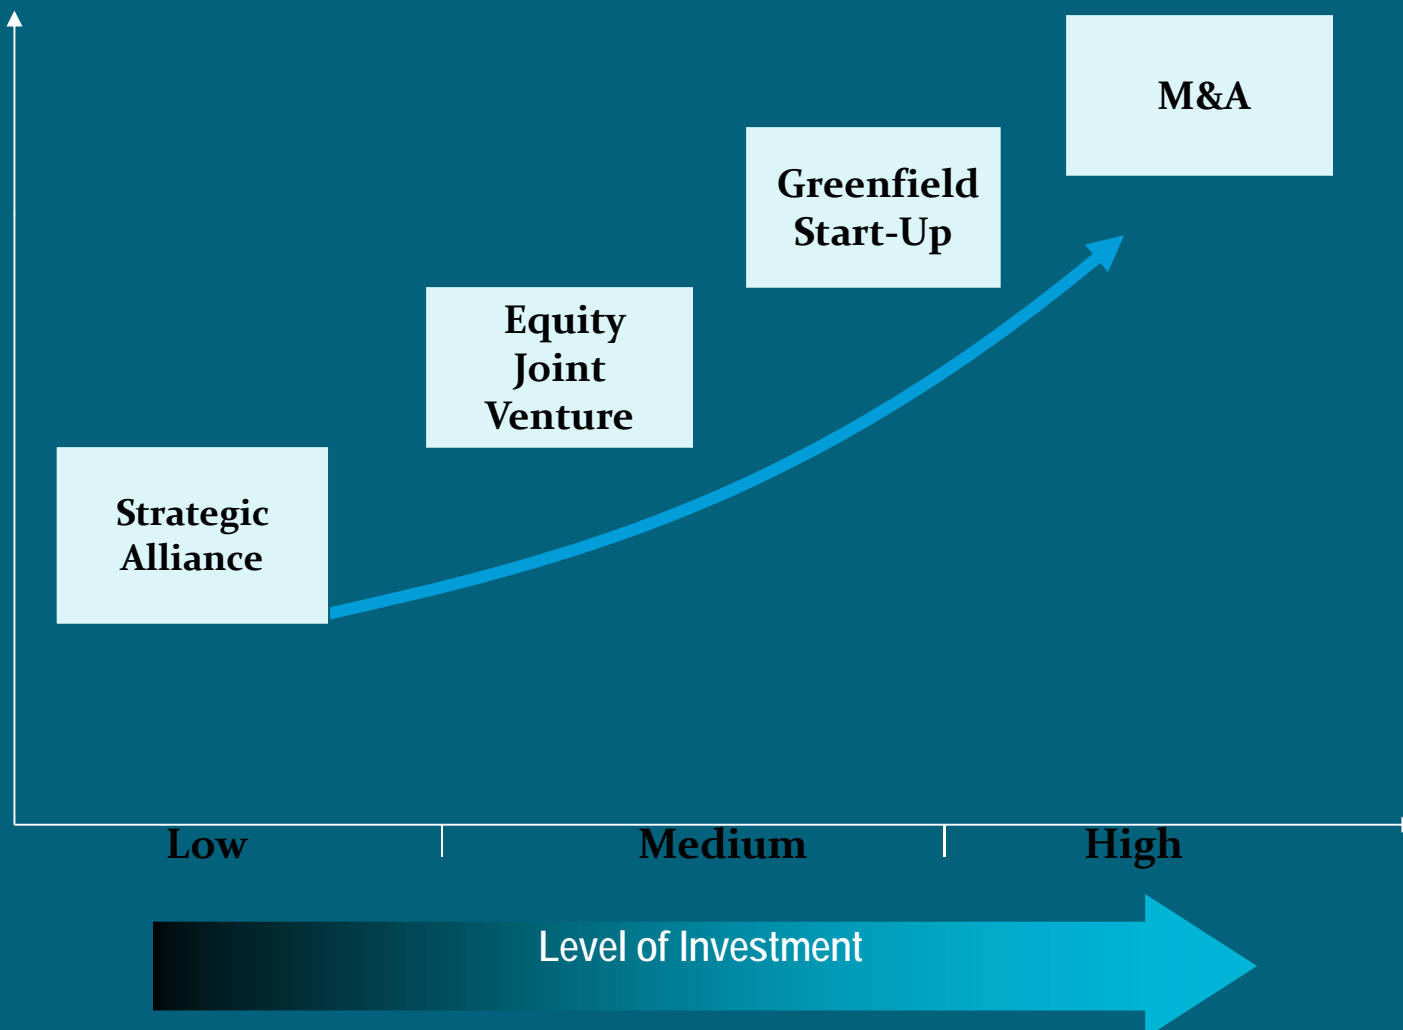 M&A
Greenfield
Start-Up
Equity
Joint
Venture
Strategic
Alliance
Low
Medium
High
Level of Investment